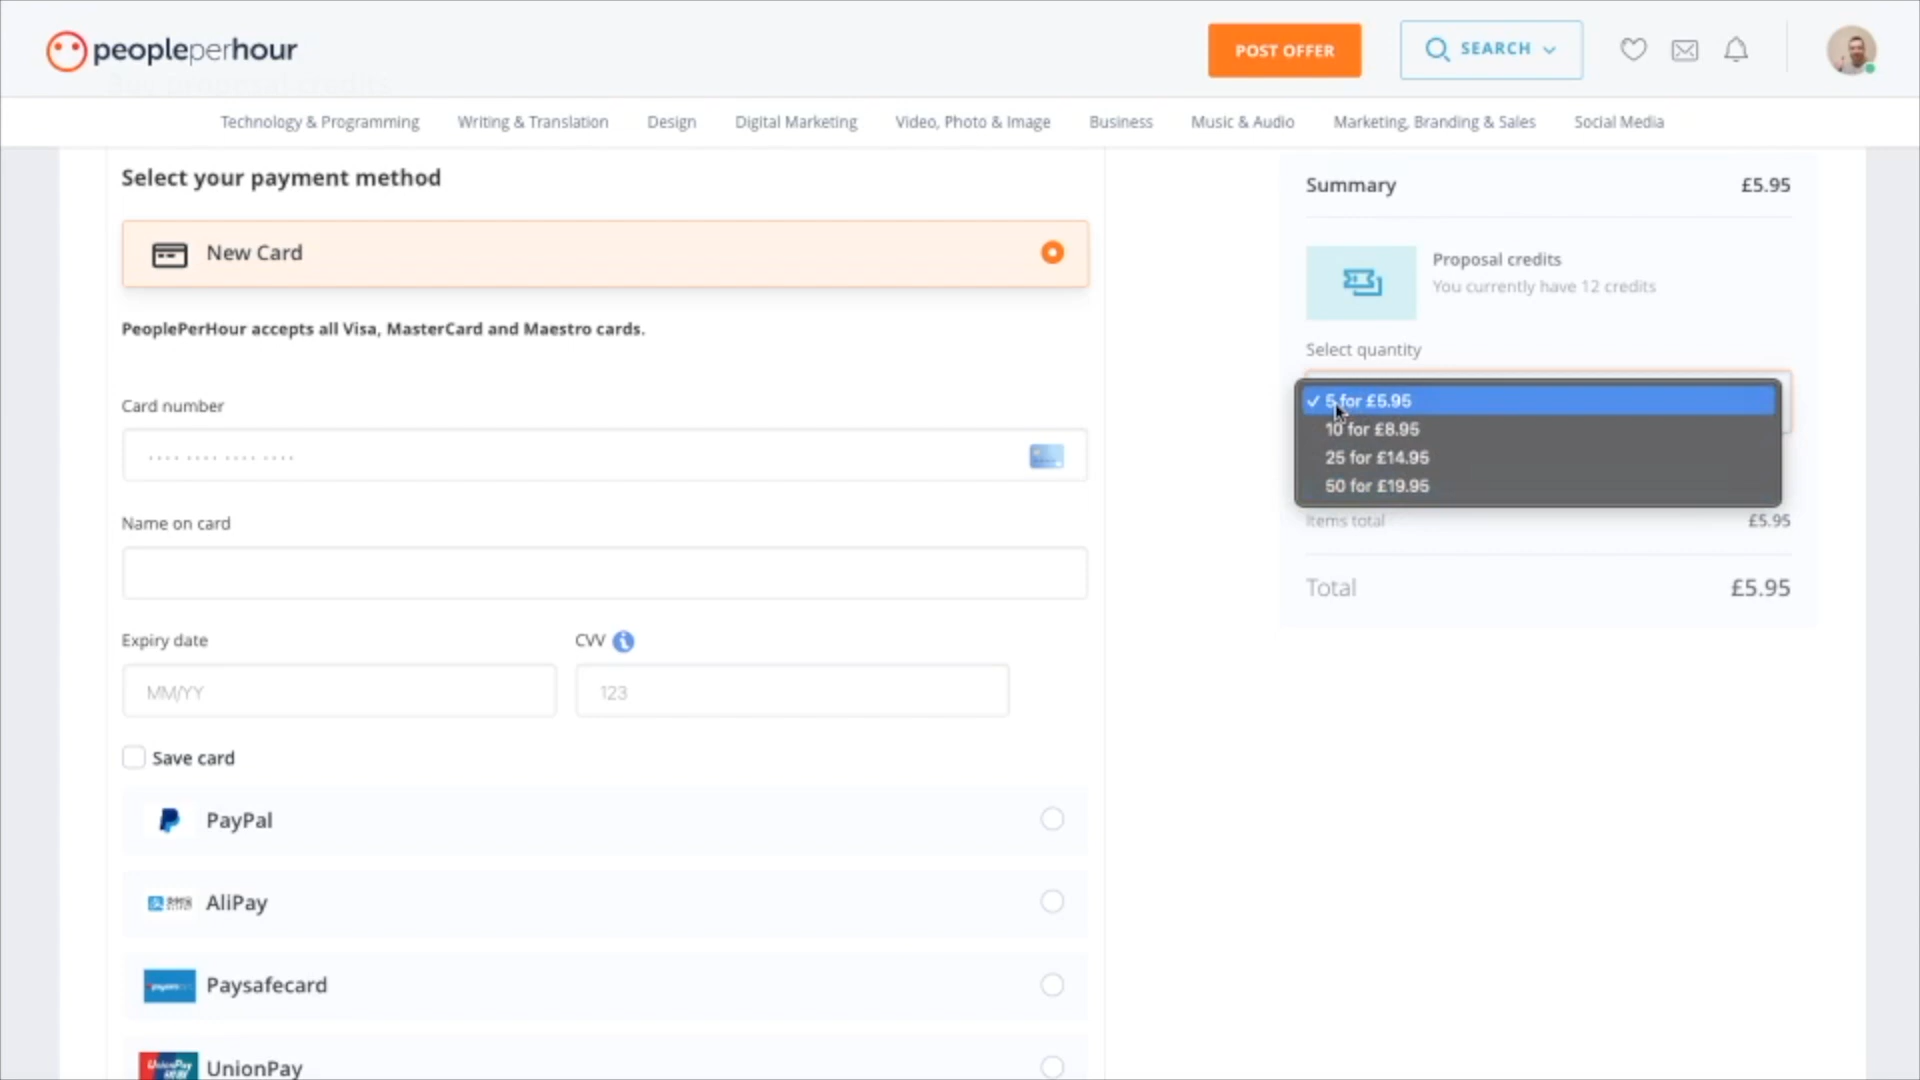 peopleperhour
POST OFFER
SEARCH
Buy proposal credits
Technology & Programming
Writing & Translation
Design
Digital Marketing
Video, Photo & Image
Business
Music & Audio
Marketing, Branding & Sales
Social Media
Select your payment method
New Card
PeoplePerHour accepts all Visa, MasterCard and Maestro cards.
Card number
Name on card
Expiry date
CVV
MM/YY
123
Save card
PayPal
AliPay
Paysafecard
UnionPay
Summary
£5.95
Proposal credits
You currently have 12 credits
Select quantity
✓ 5 for £5.95
10 for £8.95
25 for £14.95
50 for £19.95
Items total
£5.95
Total
£5.95